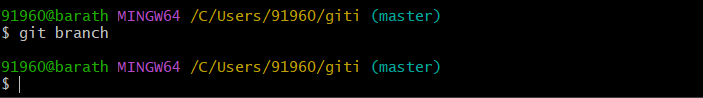 91960@barath MINGW64 /C/Users/91960/giti (master)
$ git branch
91960@barath MINGW64 /C/Users/91960/giti (master)
$